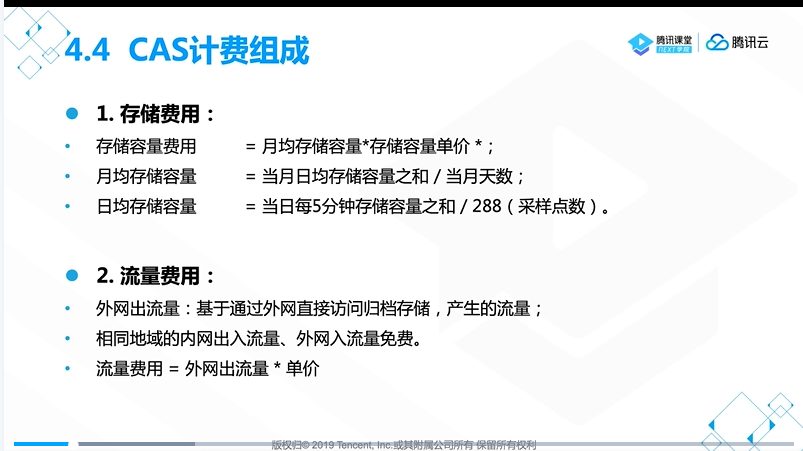 4.4 CAS计费组成
腾讯课堂
NEXT学院
腾讯云
1. 存储费用：
存储容量费用 = 月均存储容量*存储容量单价 *；
月均存储容量 = 当月日均存储容量之和 / 当月天数；
日均存储容量 = 当日每5分钟存储容量之和 / 288（采样点数）。
2. 流量费用：
外网出流量：基于通过外网直接访问归档存储，产生的流量；
相同地域的内网出入流量、外网入流量免费。
流量费用 = 外网出流量 * 单价
版权归© 2019 Tencent, Inc.或其附属公司所有 保留所有权利